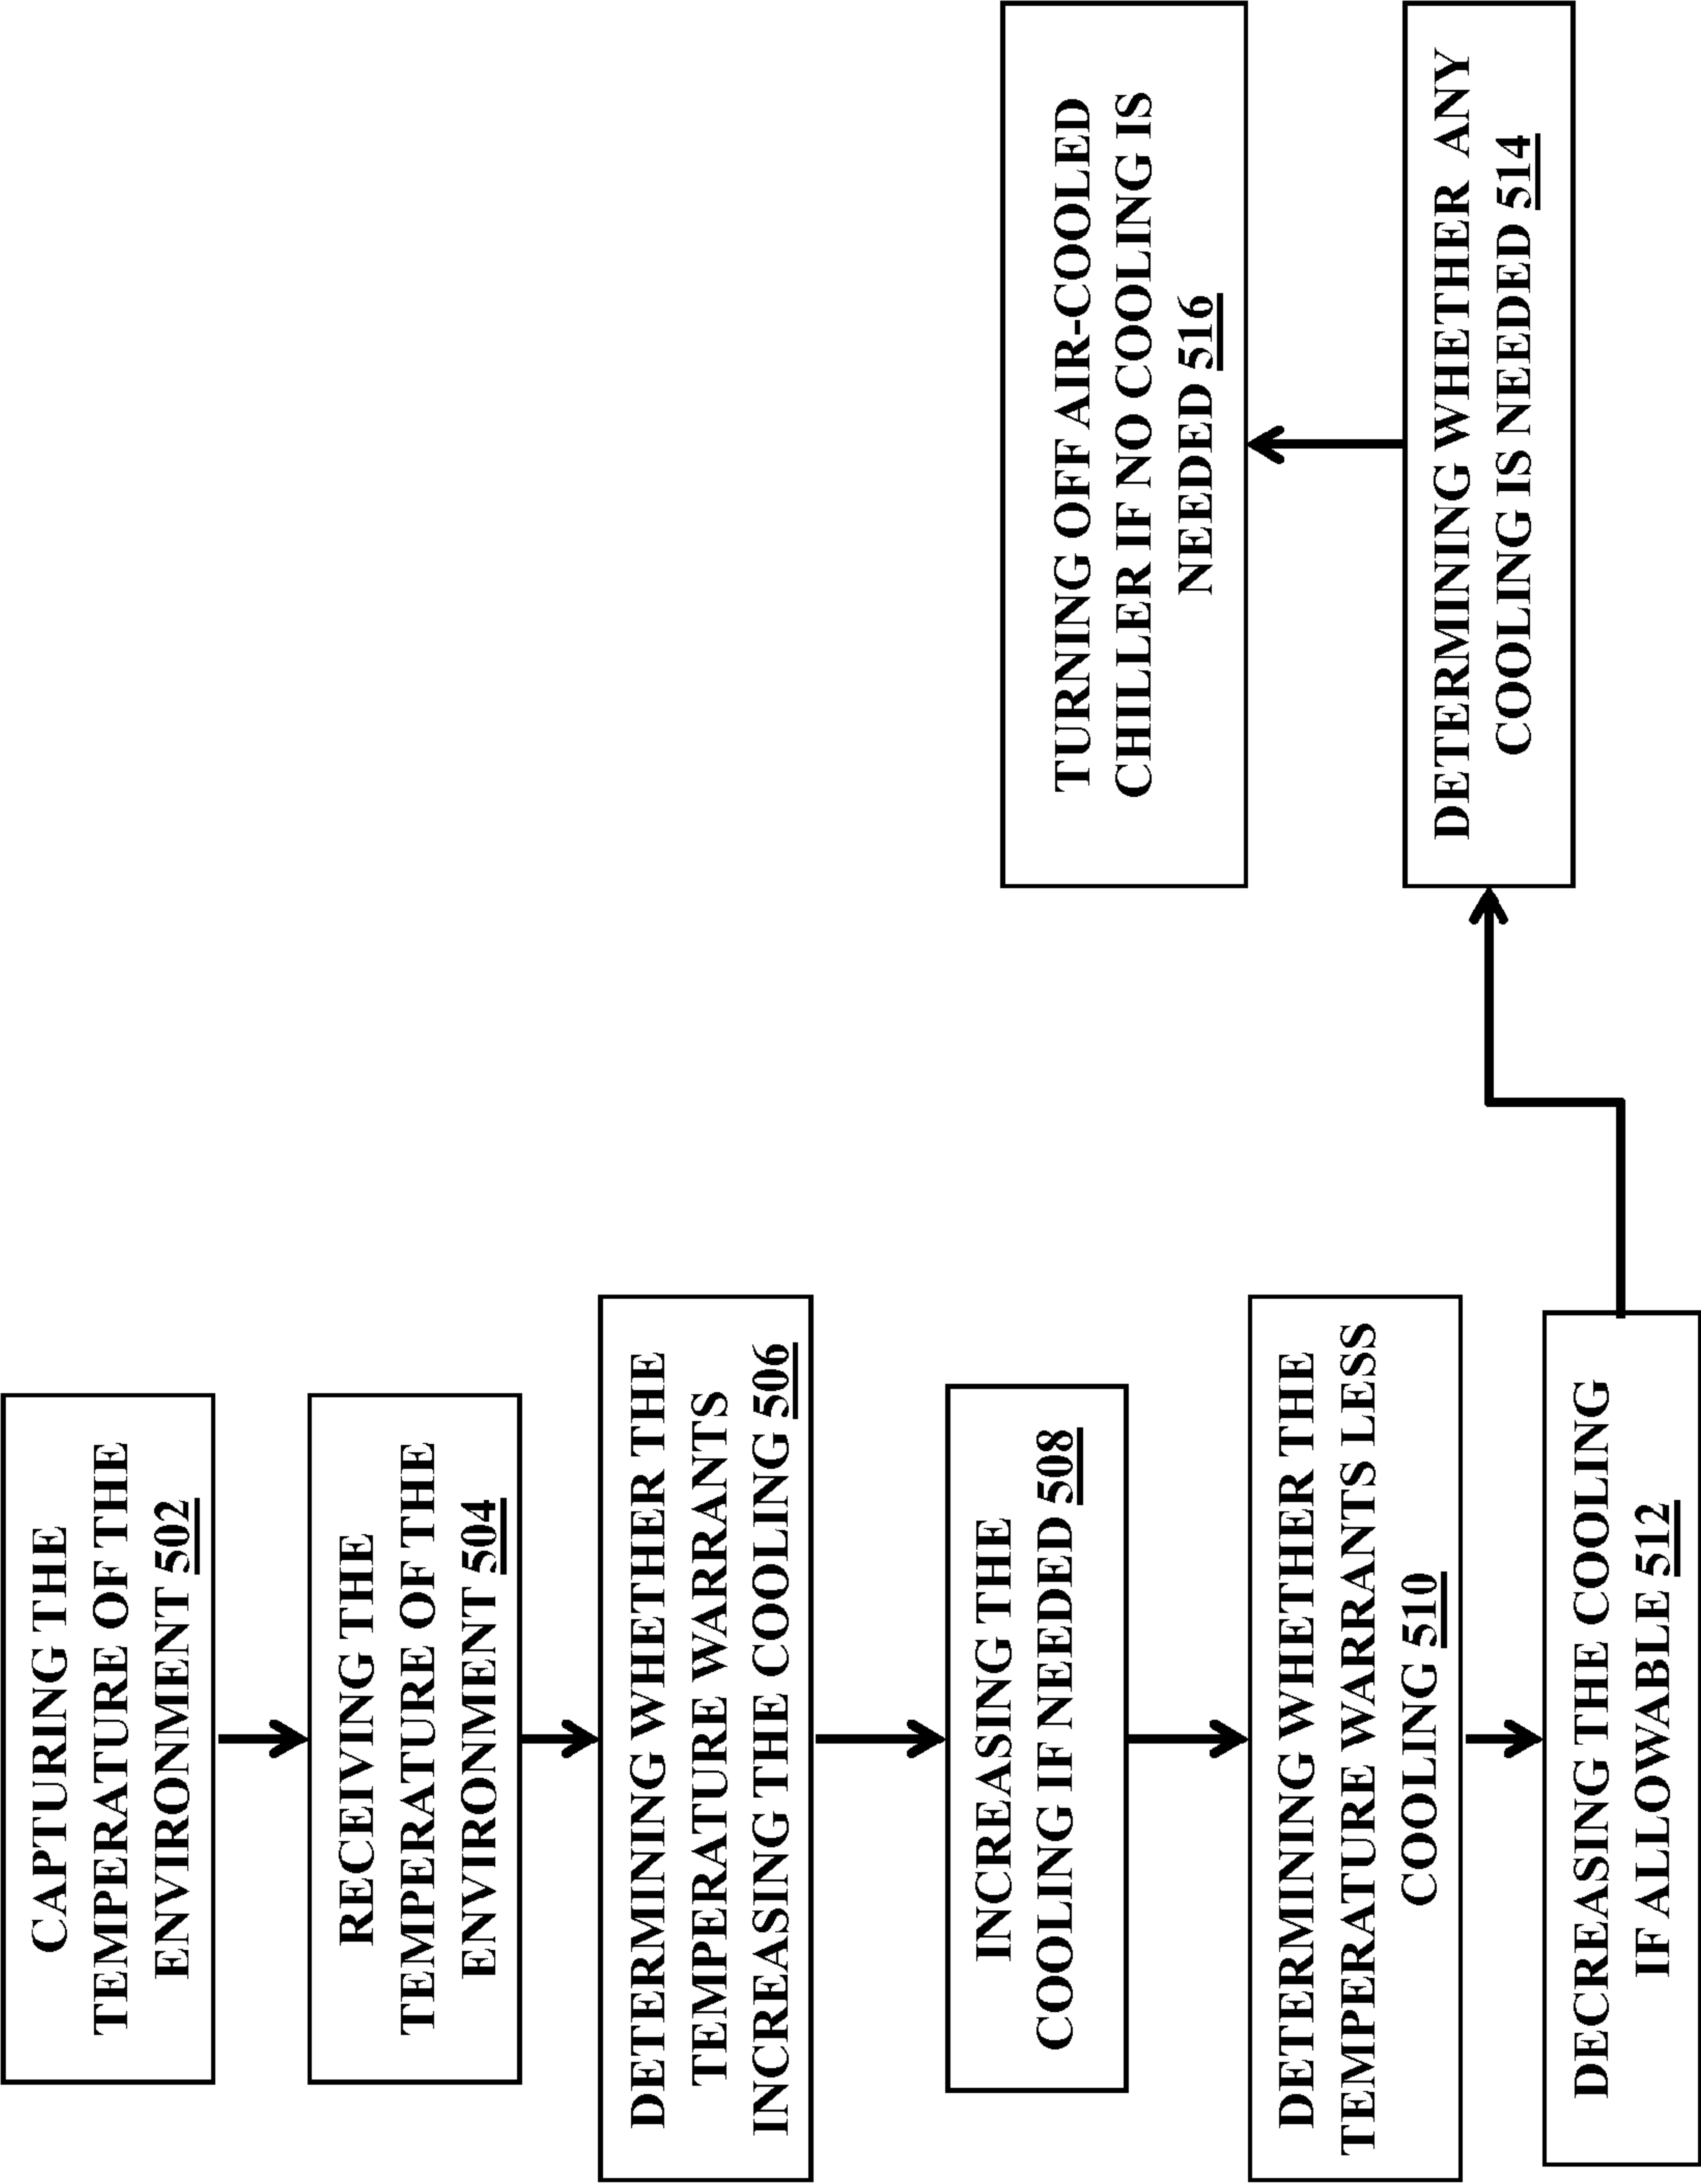 CAPTURING THE
TEMPERATURE OF THE
ENVIRONMENT 502
RECEIVING THE
TEMPERATURE OF THE
ENVIRONMENT 504
DETERMINING WHETHER THE
TEMPERATURE WARRANTS
INCREASING THE COOLING 506
INCREASING THE
COOLING IF NEEDED 508
DETERMINING WHETHER THE
TEMPERATURE WARRANTS LESS
COOLING 510
DECREASING THE COOLING
IF ALLOWABLE 512
DETERMINING WHETHER ANY
COOLING IS NEEDED 514
TURNING OFF AIR-COOLED
CHILLER IF NO COOLING IS
NEEDED 516